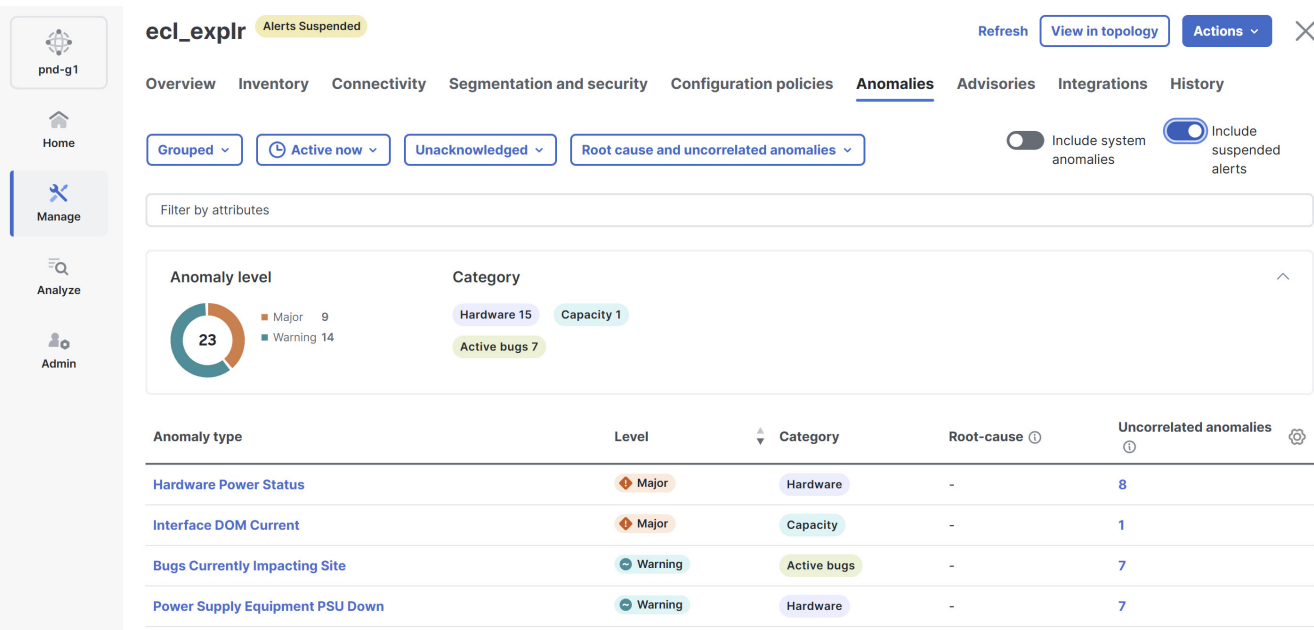 pnd-g1
Home
Manage
Analyze
Admin
ecl_explr Alerts Suspended
Refresh View in topology Actions
Overview Inventory Connectivity Segmentation and security Configuration policies Anomalies Advisories Integrations History
Grouped Active now Unacknowledged Root cause and uncorrelated anomalies
Include system
anomalies
Include
suspended
alerts
Filter by attributes
Anomaly level
23
Major 9
Warning 14
Category
Hardware 15 Capacity 1
Active bugs 7
Anomaly type Level Category Root-cause Uncorrelated anomalies
Hardware Power Status Major Hardware - 8
Interface DOM Current Major Capacity - 1
Bugs Currently Impacting Site Warning Active bugs - 7
Power Supply Equipment PSU Down Warning Hardware - 7